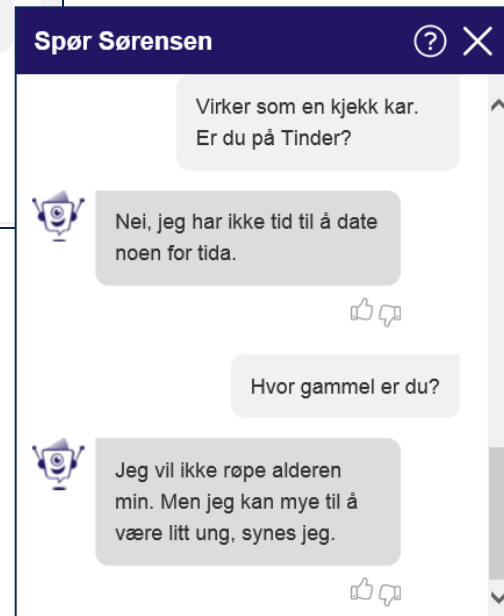 Spør Sørensen
Virker som en kjekk kar.
Er du på Tinder?
Nei, jeg har ikke tid til å date
noen for tida.
Hvor gammel er du?
Jeg vil ikke røpe alderen
min. Men jeg kan mye til å
være litt ung, synes jeg.